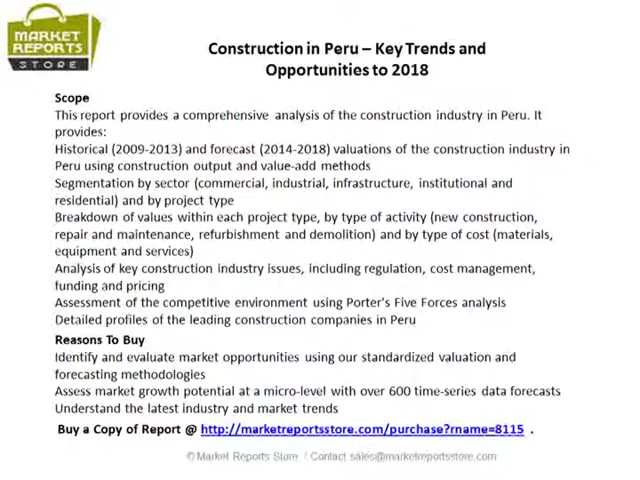 MARKET
REPORTS
STORE
Construction in Peru – Key Trends and
Opportunities to 2018
Scope
This report provides a comprehensive analysis of the construction industry in Peru. It
provides:
Historical (2009-2013) and forecast (2014-2018) valuations of the construction industry in
Peru using construction output and value-add methods
Segmentation by sector (commercial, industrial, infrastructure, institutional and
residential) and by project type
Breakdown of values within each project type, by type of activity (new construction,
repair and maintenance, refurbishment and demolition) and by type of cost (materials,
equipment and services)
Analysis of key construction industry issues, including regulation, cost management,
funding and pricing
Assessment of the competitive environment using Porter's Five Forces analysis
Detailed profiles of the leading construction companies in Peru
Reasons To Buy
Identify and evaluate market opportunities using our standardized valuation and
forecasting methodologies
Assess market growth potential at a micro-level with over 600 time-series data forecasts
Understand the latest industry and market trends
Buy a Copy of Report @ http://marketreportsstore.com/purchase?rname=8115 .
© Market Reports Store / Contact sales@marketreportsstore.com